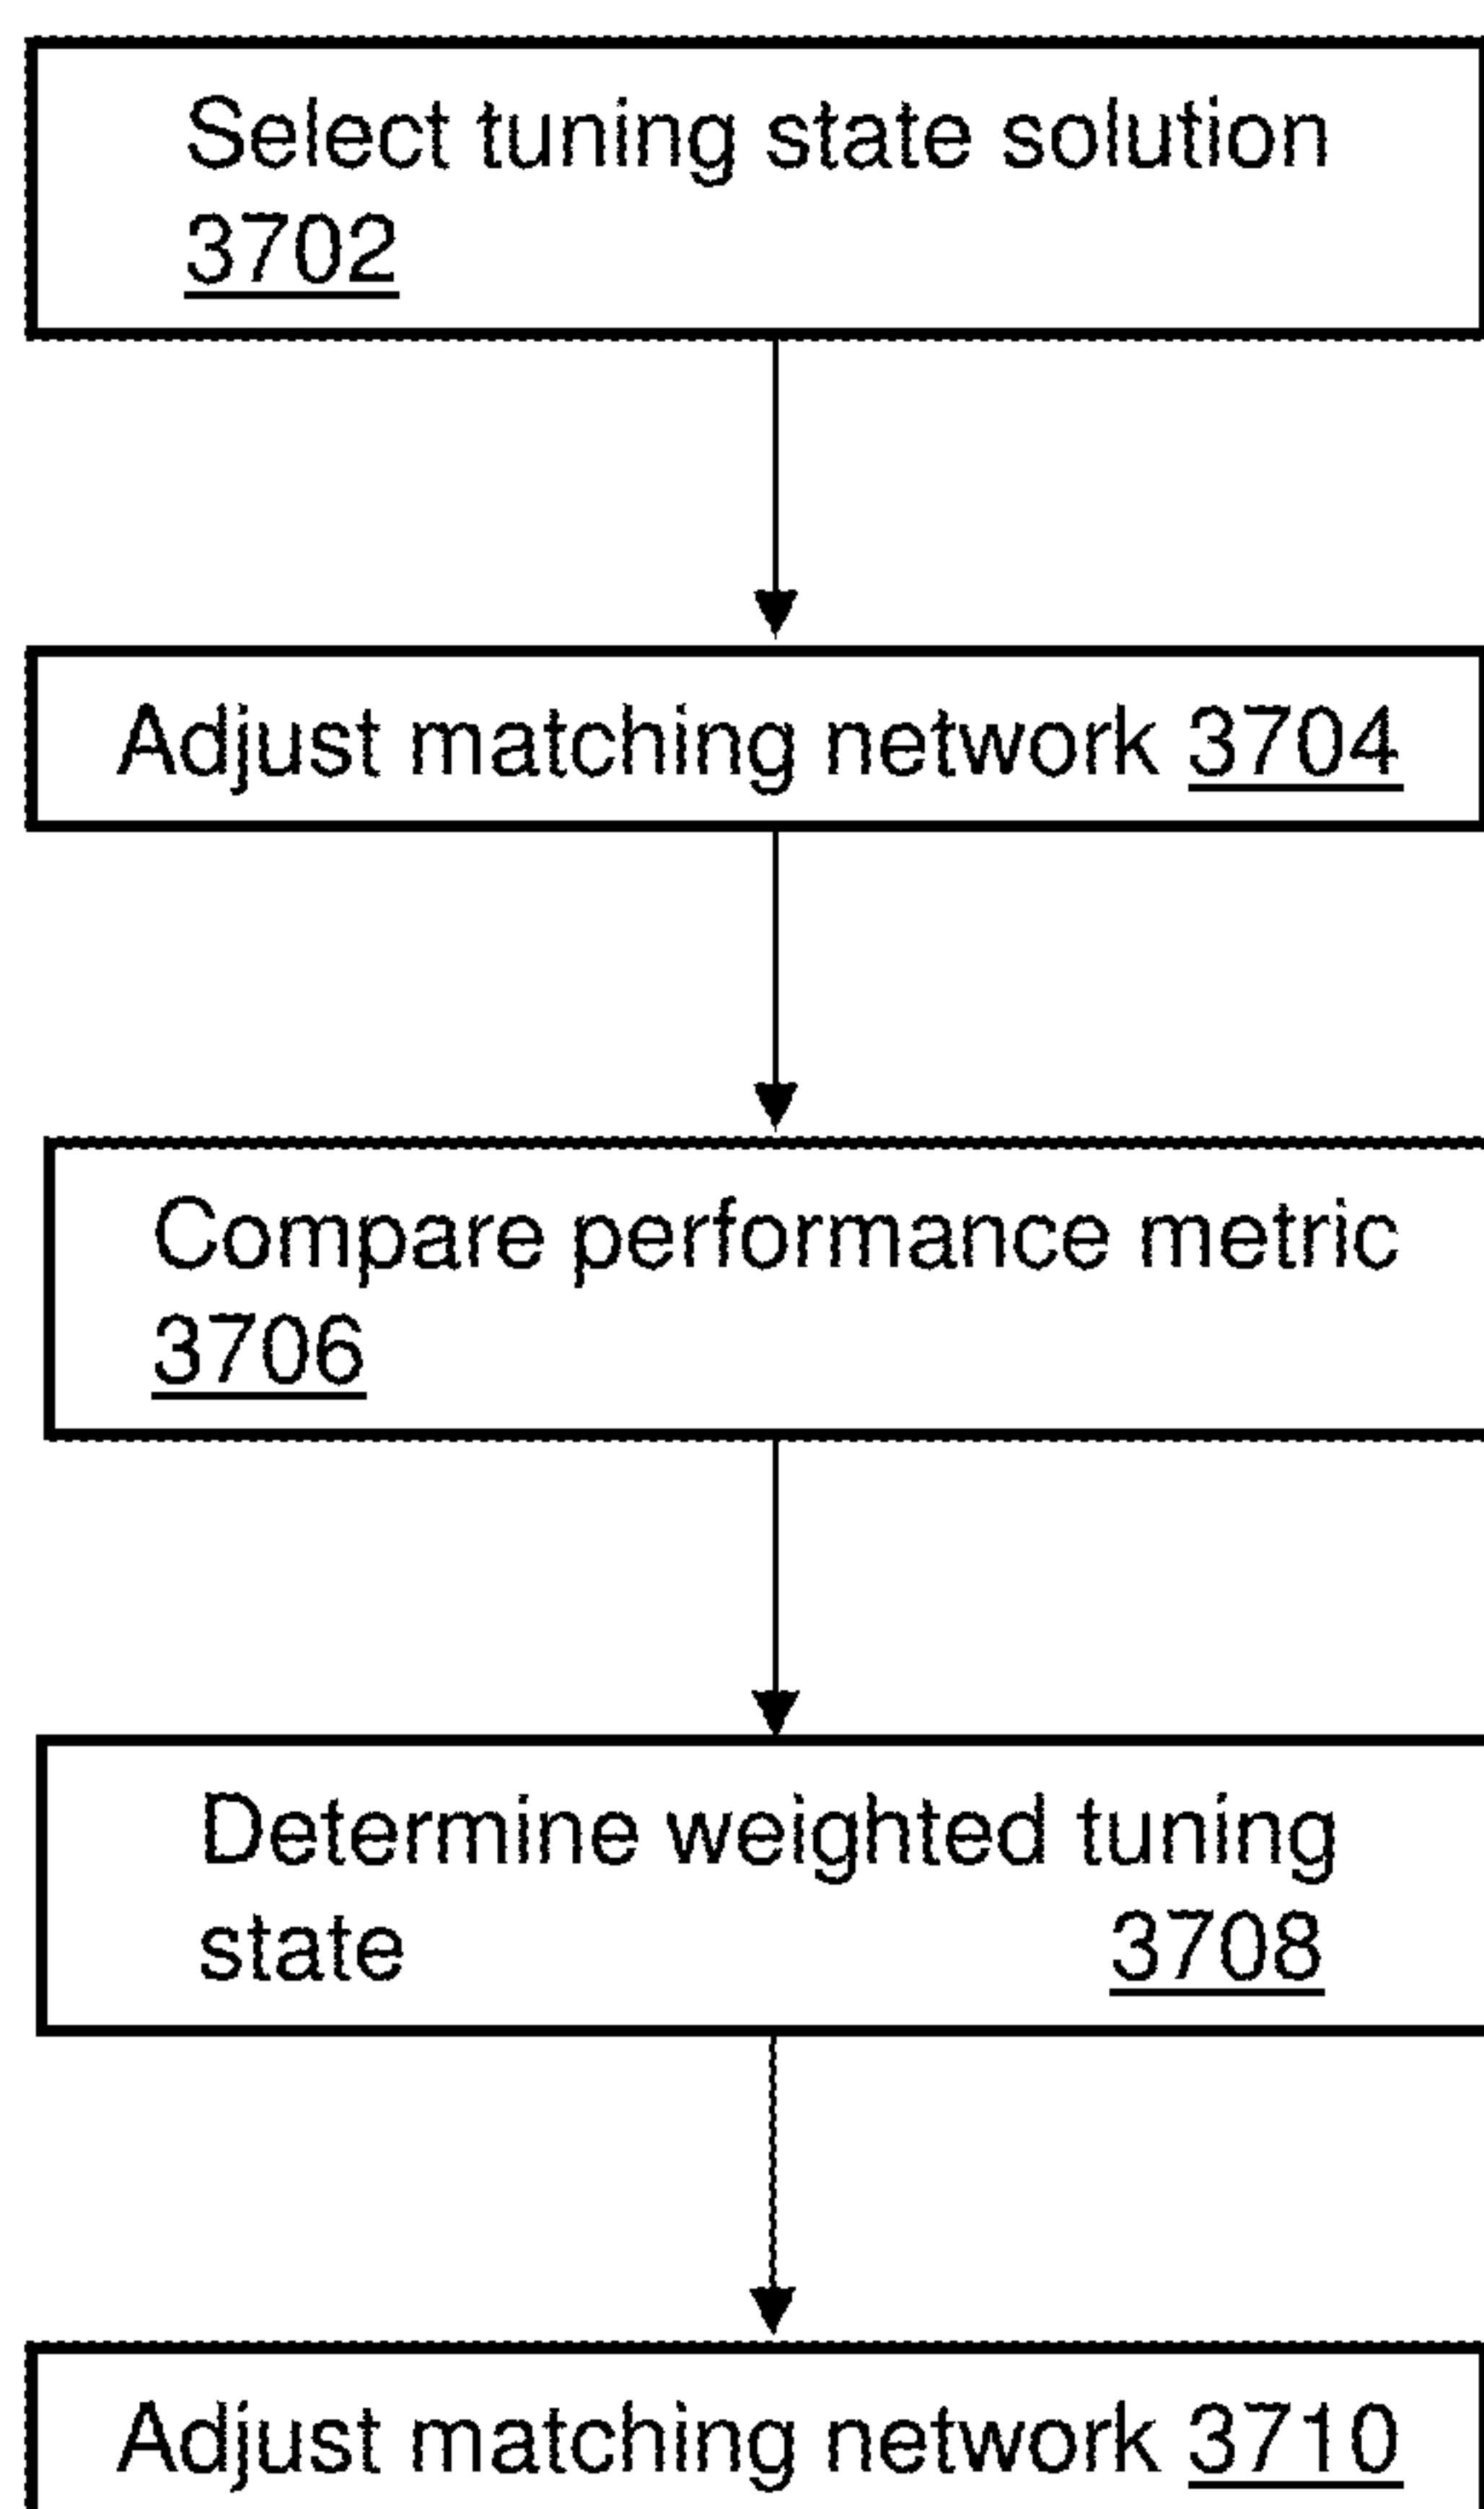 Select tuning state solution
3702
Adjust matching network 3704
Compare performance metric
3706
Determine weighted tuning
state 3708
Adjust matching network 3710